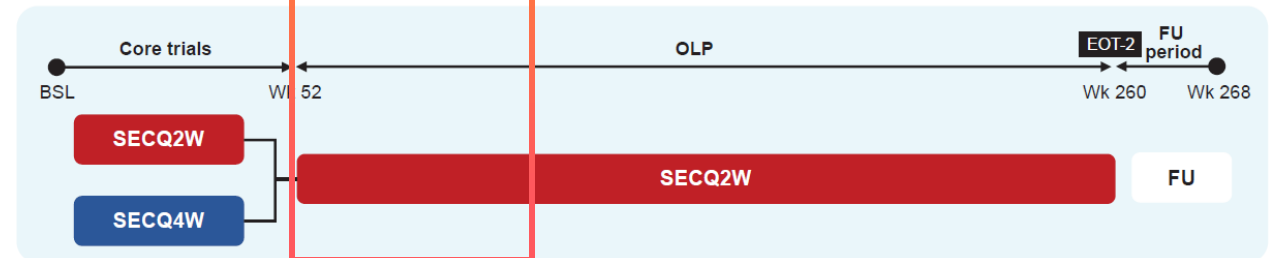 Core trials
OLP
EOT-2
FU
period
BSL
Wk 52
Wk 260
Wk 268
SECQ2W
SECQ4W
SECQ2W
FU